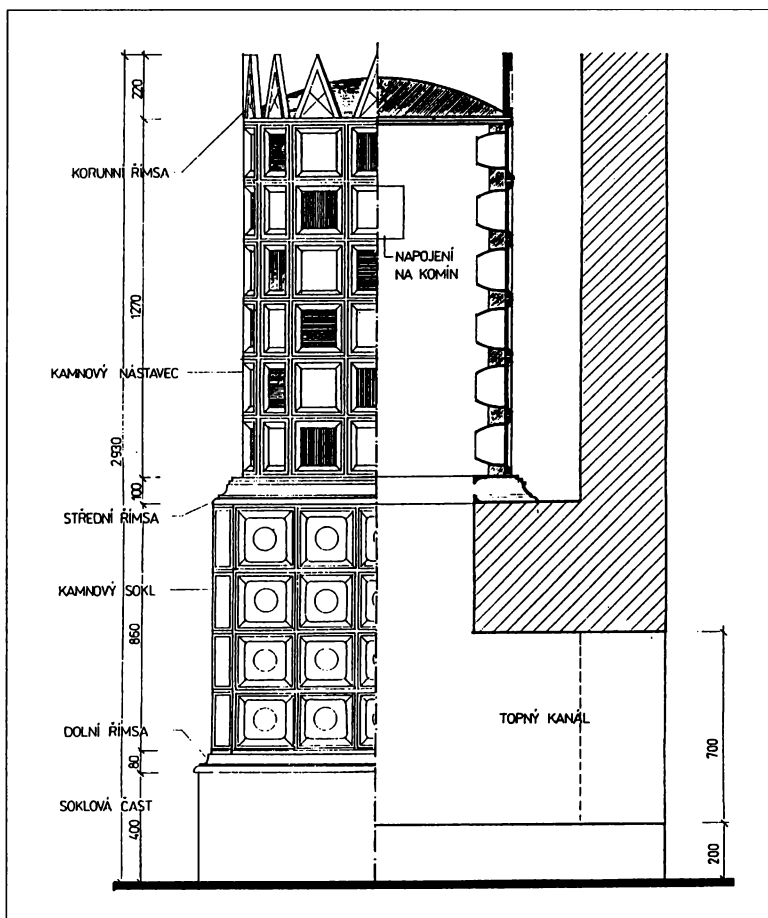 220
KORUNNÍ ŘÍMSA
NAPOJENÍ
NA KOMÍN
1270
KAMNOVÝ NÁSTAVEC
2930
100
STŘEDNÍ ŘÍMSA
KAMNOVÝ SOKL
860
TOPNÝ KANÁL
DOLNÍ ŘÍMSA
700
80
SOKLOVÁ ČÁST
400
200